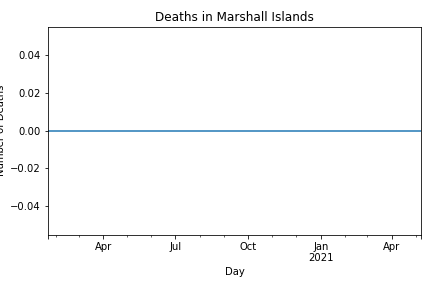 Deaths in Marshall Islands
0.04
0.02
0.00
−0.02
−0.04
Number of Deaths
Apr
Jul
Oct
Jan
2021
Apr
Day